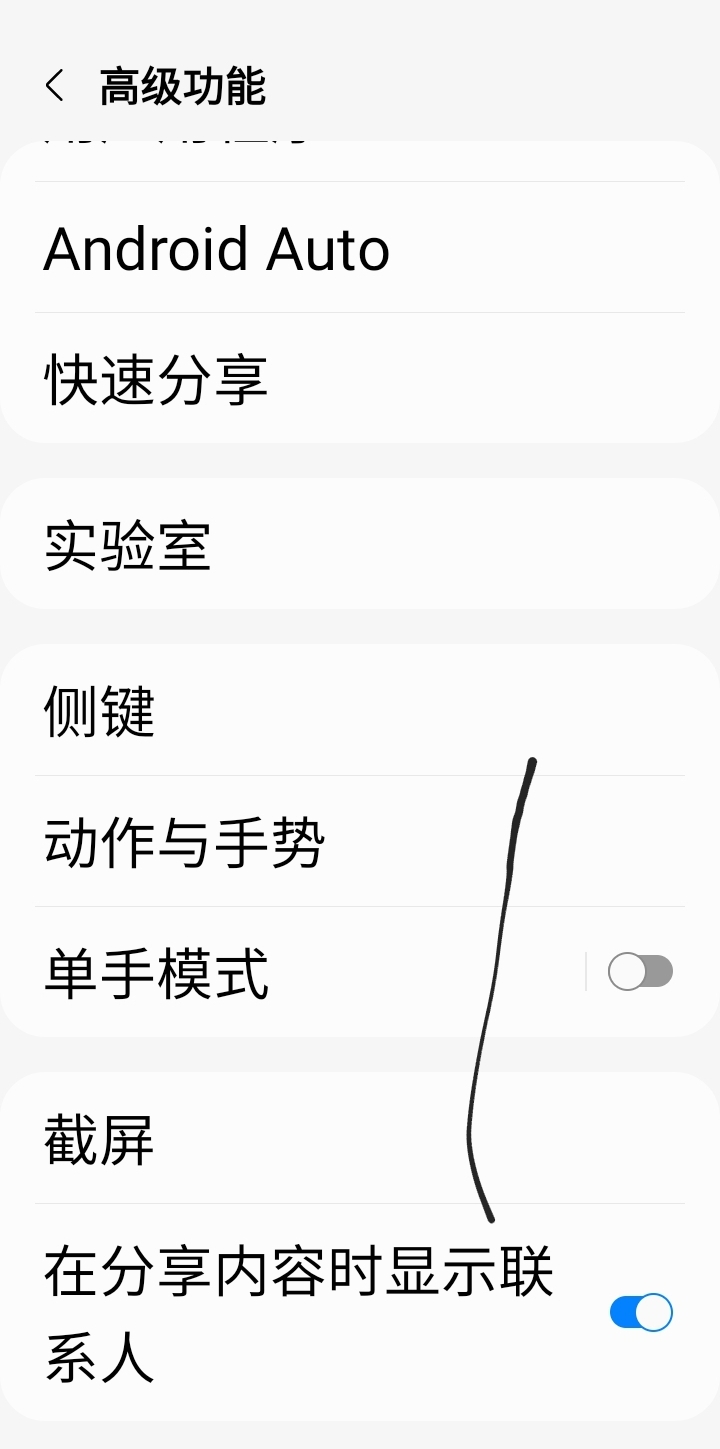 高级功能
Android Auto
快速分享
实验室
侧键
动作与手势
单手模式
截屏
在分享内容时显示联
系人